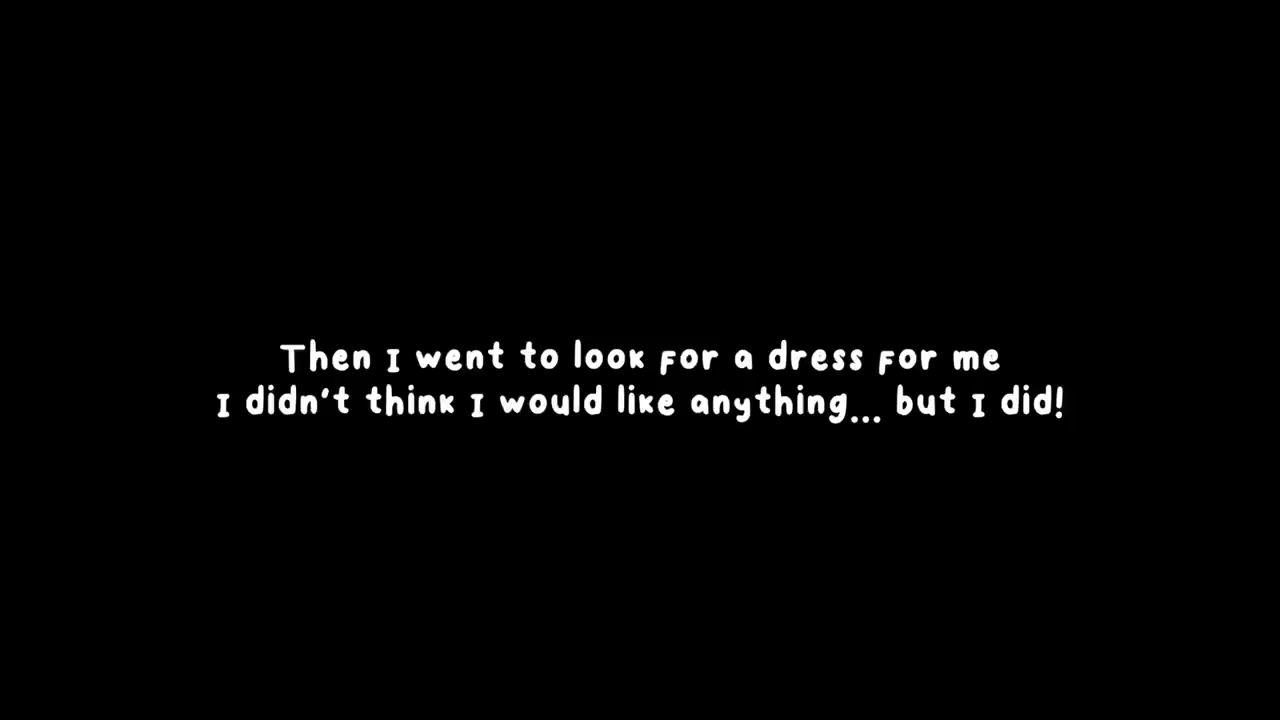 Then I went to look for a dress for me
I didn't think I would like anything... but I did!